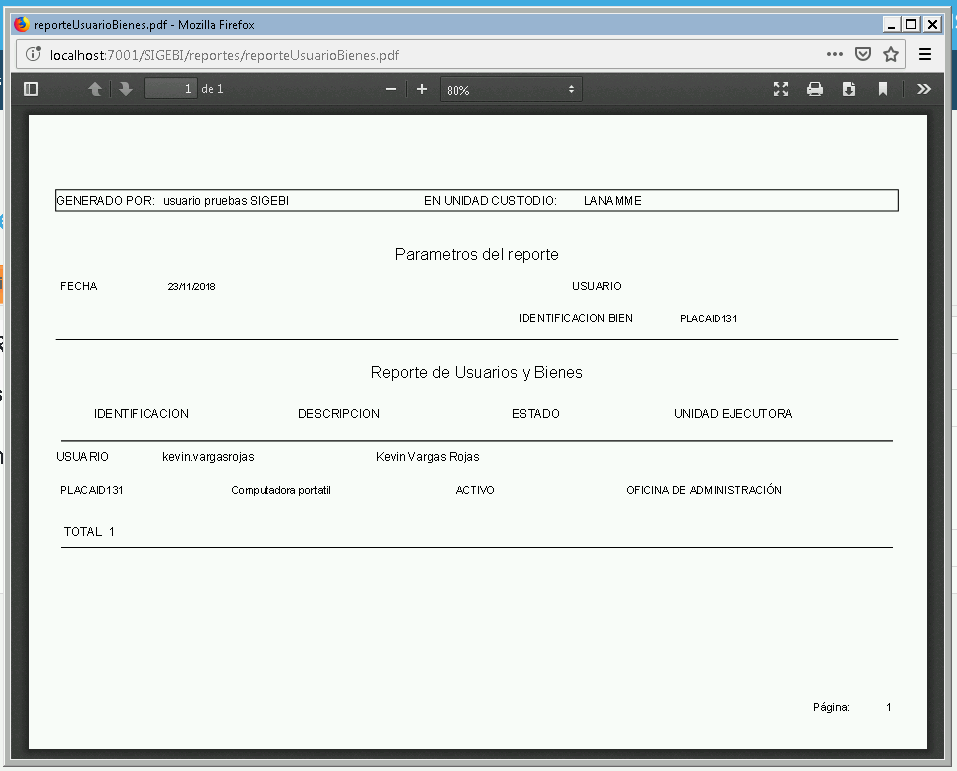 reporteUsuarioBienes.pdf - Mozilla Firefox
localhost:7001/SIGEBI/reportes/reporteUsuarioBienes.pdf
1 de 1 80%
GENERADO POR: usuario pruebas SIGEBI EN UNIDAD CUSTODIO: LANAMME
Parametros del reporte
FECHA 23/11/2018 USUARIO
IDENTIFICACION BIEN PLACAID131
Reporte de Usuarios y Bienes
IDENTIFICACION DESCRIPCION ESTADO UNIDAD EJECUTORA
USUARIO kevin.vargasrojas Kevin Vargas Rojas
PLACAID131 Computadora portatil ACTIVO OFICINA DE ADMINISTRACIÓN
TOTAL 1
Página: 1